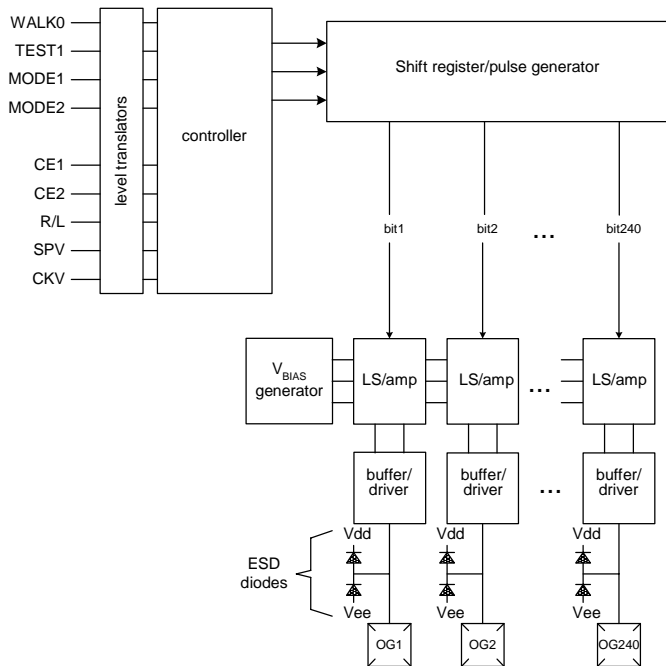 WALK0
TEST1
MODE1
MODE2
CE1
CE2
R/L
SPV
CKV
level translators
controller
Shift register/pulse generator
bit1
bit2
...
bit240
VBIAS
generator
LS/amp
LS/amp
...
LS/amp
buffer/
driver
buffer/
driver
...
buffer/
driver
ESD
diodes
Vdd
Vdd
Vdd
Vee
Vee
Vee
OG1
OG2
OG240